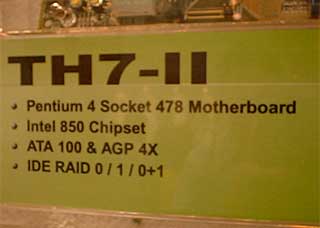 TH7-II
• Pentium 4 Socket 478 Motherboard
• Intel 850 Chipset
• ATA 100 & AGP 4X
• IDE RAID 0 / 1 / 0+1